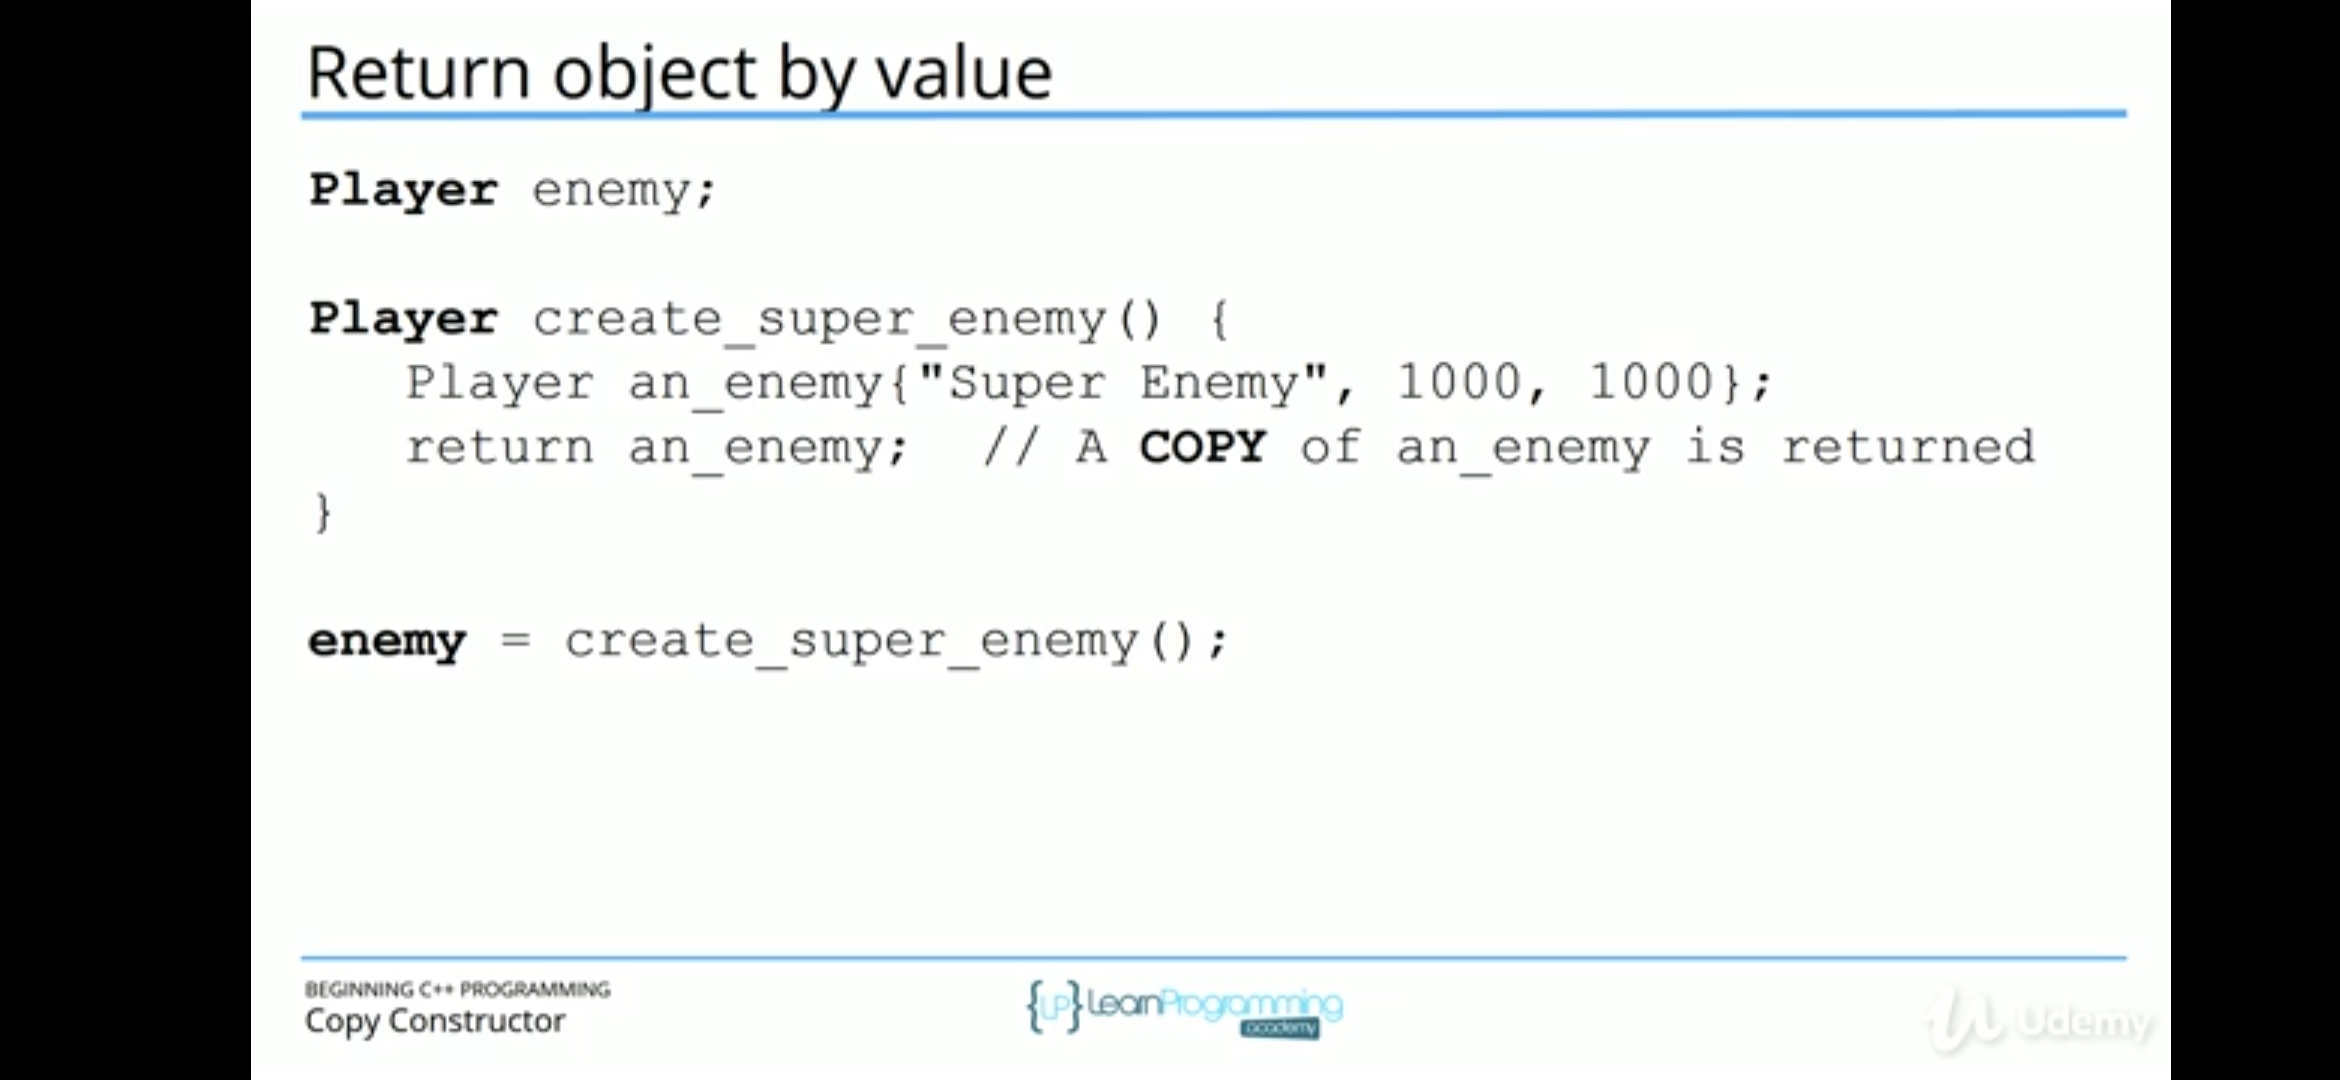 Return object by value
Player enemy;
Player create_super_enemy() {
Player an_enemy{"Super Enemy", 1000, 1000};
return an_enemy; // A COPY of an_enemy is returned
}
enemy = create_super_enemy();
BEGINNING C++ PROGRAMMING
Copy Constructor
{LP} LearnProgramming
academy
Udemy